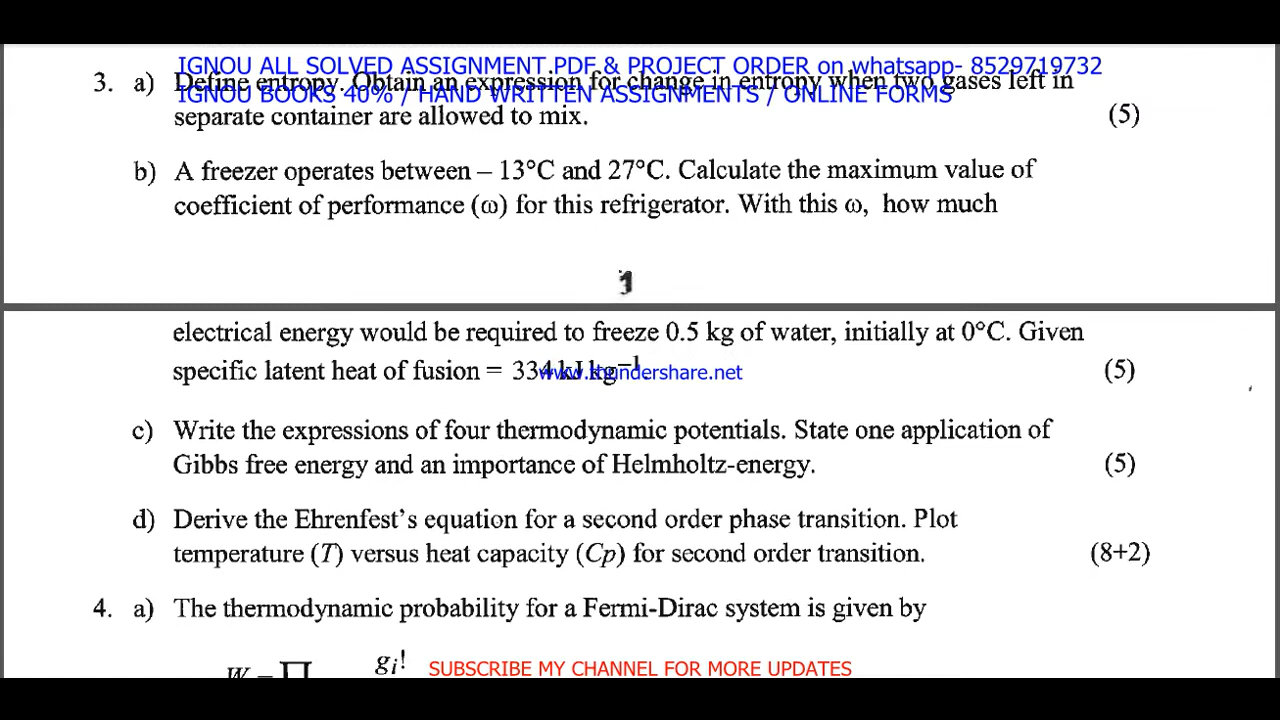 IGNOU ALL SOLVED ASSIGNMENT.PDF & PROJECT ORDER on whatsapp- 8529719732
3. a) Define entropy. Obtain an expression for change in entropy when two gases left in
IGNOU BOOKS 40% / HAND WRITTEN ASSIGNMENTS / ONLINE FORMS
separate container are allowed to mix. (5)
b) A freezer operates between – 13°C and 27°C. Calculate the maximum value of
coefficient of performance (ω) for this refrigerator. With this ω, how much
electrical energy would be required to freeze 0.5 kg of water, initially at 0°C. Given
specific latent heat of fusion = 334 kJ kg⁻¹. (5)
www.thundershare.net
c) Write the expressions of four thermodynamic potentials. State one application of
Gibbs free energy and an importance of Helmholtz-energy. (5)
d) Derive the Ehrenfest's equation for a second order phase transition. Plot
temperature (T) versus heat capacity (Cp) for second order transition. (8+2)
4. a) The thermodynamic probability for a Fermi-Dirac system is given by
W = ∏ gᵢ!
SUBSCRIBE MY CHANNEL FOR MORE UPDATES